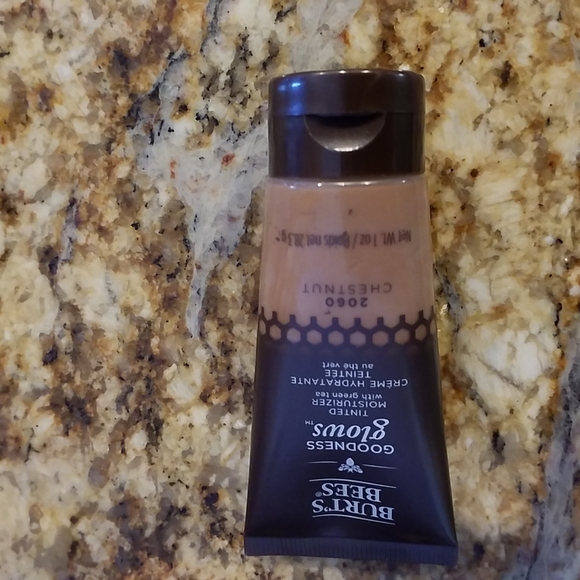 BURT'S
BEES®
GOODNESS
glows™
TINTED
MOISTURIZER
with green tea
CRÈME HYDRATANTE
TEINTÉE
au thé vert
2060
CHESTNUT
Net Wt. 1 oz / Poids net 28.3 g